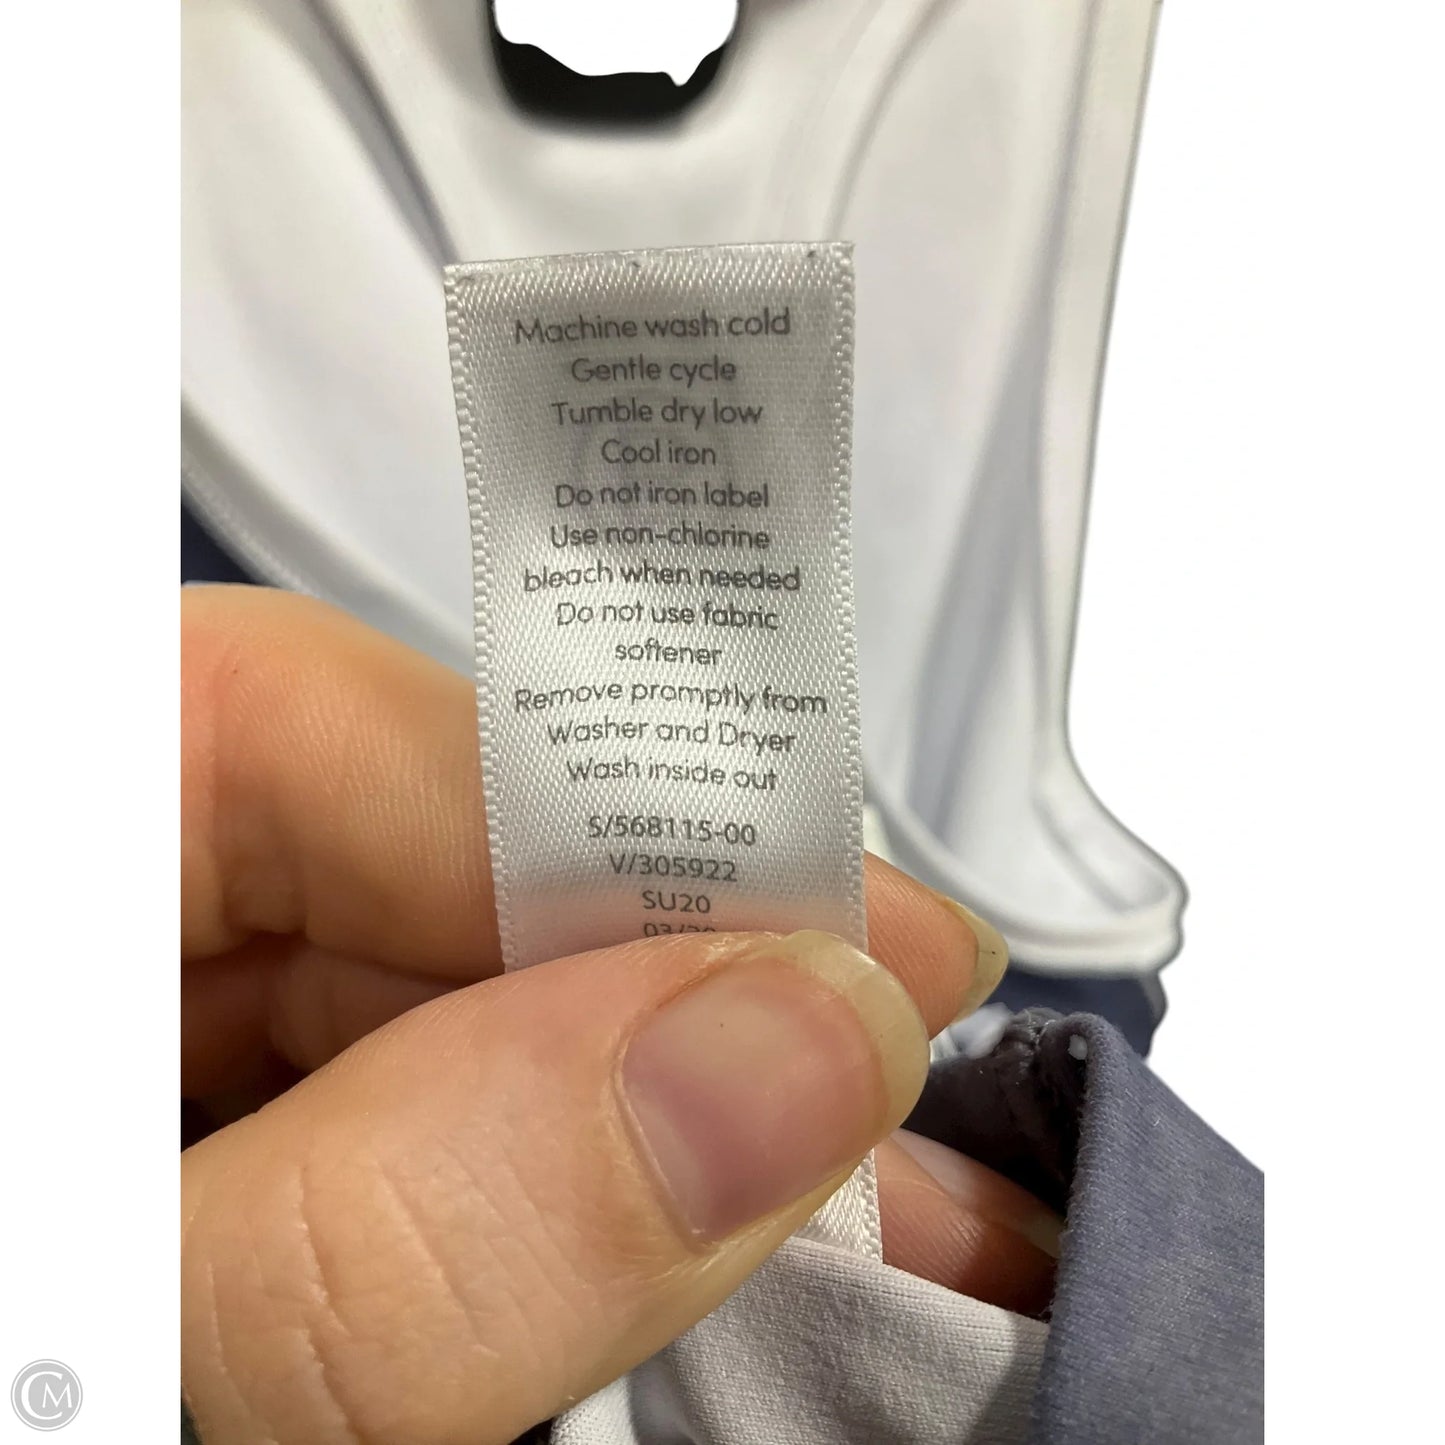 Machine wash cold
Gentle cycle
Tumble dry low
Cool iron
Do not iron label
Use non-chlorine
bleach when needed
Do not use fabric
softener
Remove promptly from
Washer and Dryer
Wash inside out
S/568115-00
V/305922
SU20
CM